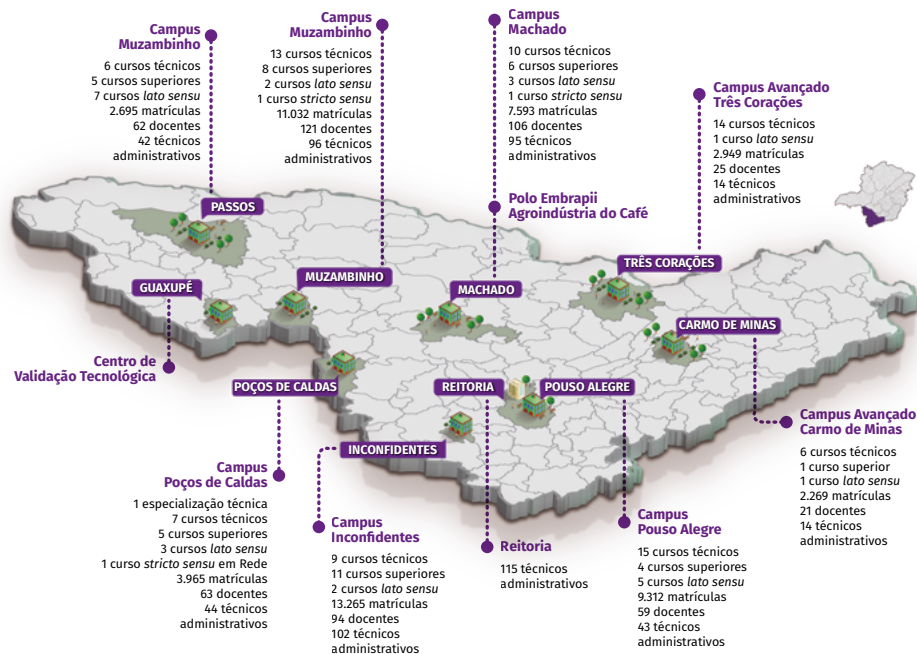 Campus
Muzambinho
6 cursos técnicos
5 cursos superiores
7 cursos lato sensu
2.695 matrículas
62 docentes
42 técnicos
administrativos
Campus
Muzambinho
13 cursos técnicos
8 cursos superiores
2 cursos lato sensu
1 curso stricto sensu
11.032 matrículas
121 docentes
96 técnicos
administrativos
Campus
Machado
10 cursos técnicos
6 cursos superiores
3 cursos lato sensu
1 curso stricto sensu
7.593 matrículas
106 docentes
95 técnicos
administrativos
Polo Embrapii
Agroindústria do Café
Campus Avançado
Três Corações
14 cursos técnicos
1 curso lato sensu
2.949 matrículas
25 docentes
14 técnicos
administrativos
PASSOS
GUAXUPÉ
MUZAMBINHO
MACHADO
TRÊS CORAÇÕES
CARMO DE MINAS
POÇOS DE CALDAS
REITORIA
POUSO ALEGRE
INCONFIDENTES
Centro de
Validação Tecnológica
Campus
Poços de Caldas
1 especialização técnica
7 cursos técnicos
5 cursos superiores
3 cursos lato sensu
1 curso stricto sensu em Rede
3.965 matrículas
63 docentes
44 técnicos
administrativos
Campus
Inconfidentes
9 cursos técnicos
11 cursos superiores
2 cursos lato sensu
13.265 matrículas
94 docentes
102 técnicos
administrativos
Reitoria
115 técnicos
administrativos
Campus
Pouso Alegre
15 cursos técnicos
4 cursos superiores
5 cursos lato sensu
9.312 matrículas
59 docentes
43 técnicos
administrativos
Campus Avançado
Carmo de Minas
6 cursos técnicos
1 curso superior
1 curso lato sensu
2.269 matrículas
21 docentes
14 técnicos
administrativos